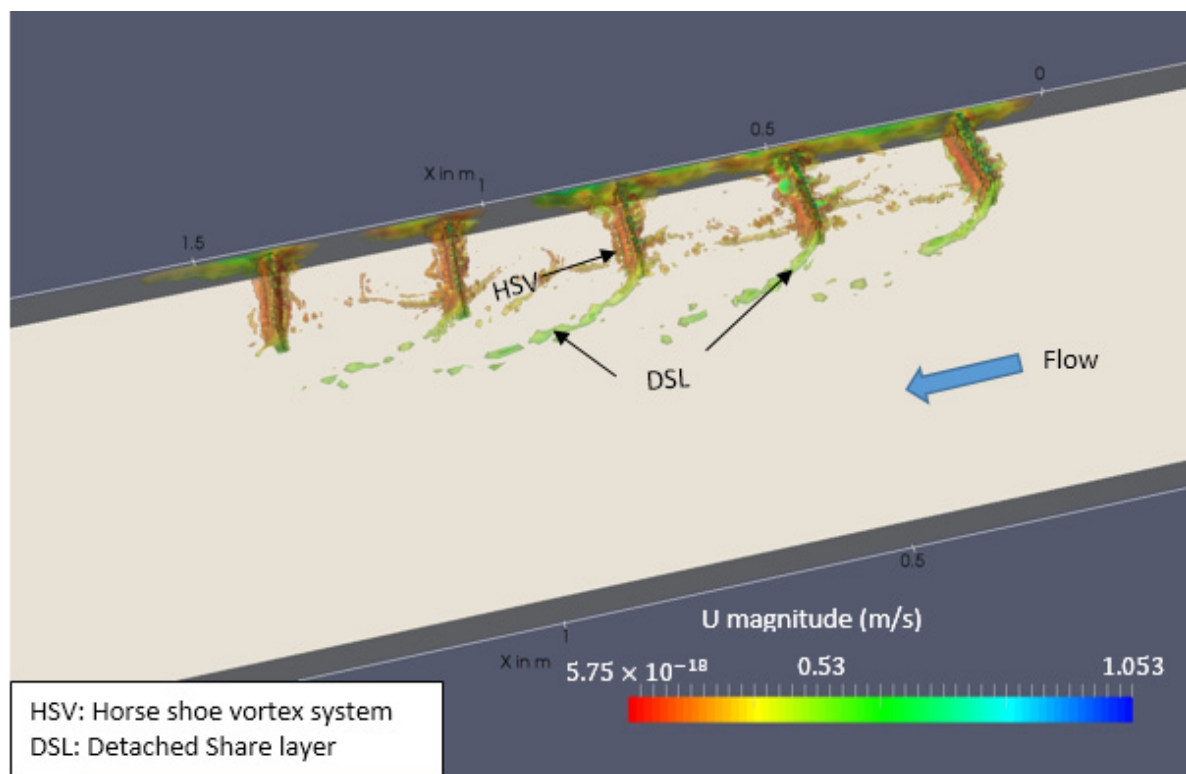 0
0.5
X in m
1
1.5
HSV
DSL
Flow
0.5
1
X in m
U magnitude (m/s)
5.75 × 10⁻¹⁸ 0.53 1.053
HSV: Horse shoe vortex system
DSL: Detached Share layer